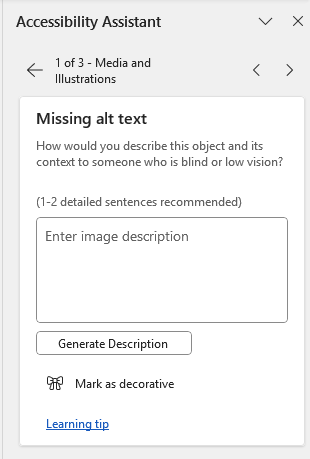 Accessibility Assistant
1 of 3 - Media and
Illustrations
Missing alt text
How would you describe this object and its
context to someone who is blind or low vision?
(1-2 detailed sentences recommended)
Enter image description
Generate Description
Mark as decorative
Learning tip